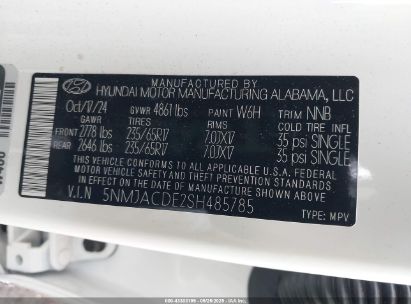 MANUFACTURED BY
HYUNDAI MOTOR MANUFACTURING ALABAMA, LLC
Oct/17/24 GVWR 4861 lbs PAINT W6H TRIM NNB
GAWR TIRES RIMS COLD TIRE INFL
FRONT 2778 lbs 235/65R17 7.0JX17 35 psi SINGLE
REAR 2646 lbs 235/65R17 7.0JX17 35 psi SINGLE
THIS VEHICLE CONFORMS TO ALL APPLICABLE U.S.A. FEDERAL
MOTOR VEHICLE SAFETY AND THEFT PREVENTION STANDARDS
IN EFFECT ON THE DATE OF MANUFACTURE SHOWN ABOVE.
V.I.N 5NMJACDE2SH485785
TYPE: MPV